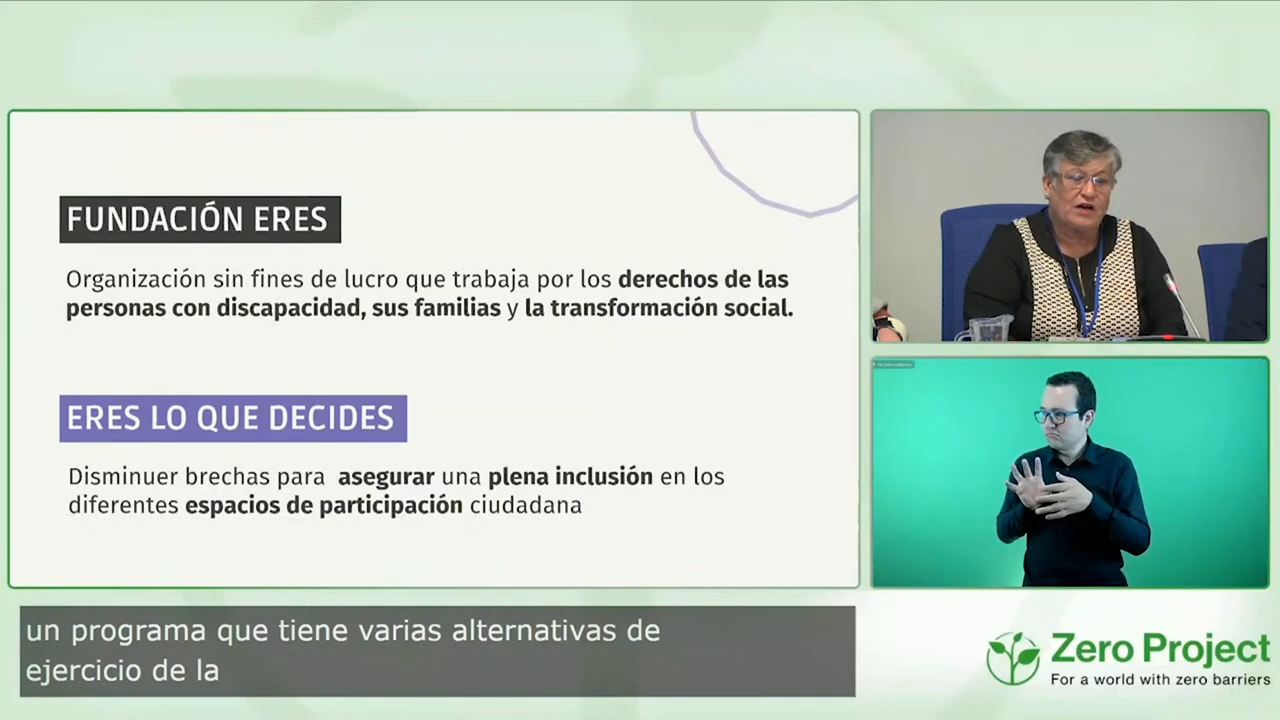 FUNDACIÓN ERES
Organización sin fines de lucro que trabaja por los derechos de las
personas con discapacidad, sus familias y la transformación social.
ERES LO QUE DECIDES
Disminuer brechas para asegurar una plena inclusión en los
diferentes espacios de participación ciudadana
un programa que tiene varias alternativas de
ejercicio de la
Zero Project
For a world with zero barriers